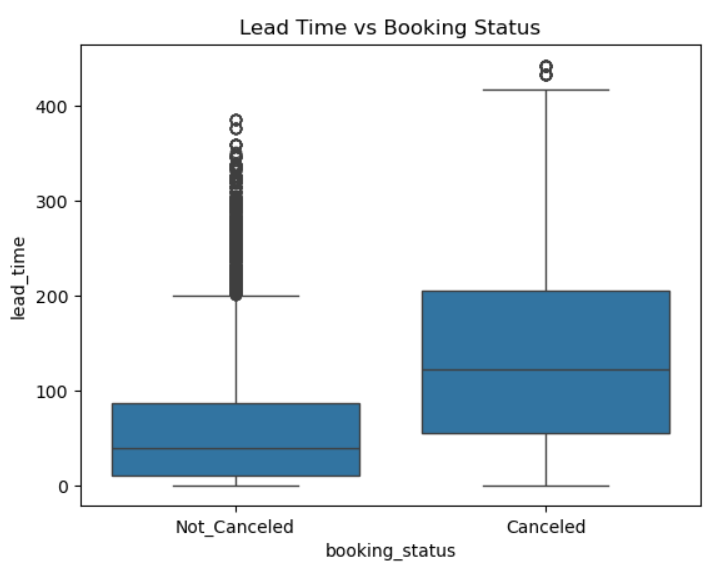 Lead Time vs Booking Status
lead_time
400
300
200
100
0
Not_Canceled
Canceled
booking_status